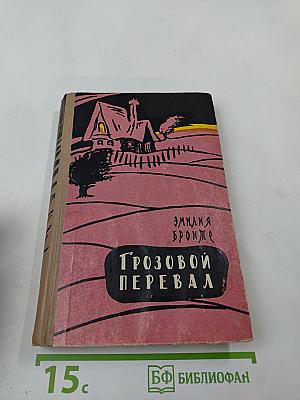 Эмилия
Бронте
ГРОЗОВОЙ
ПЕРЕВАЛ
15с
БФ БИБЛИОФАН